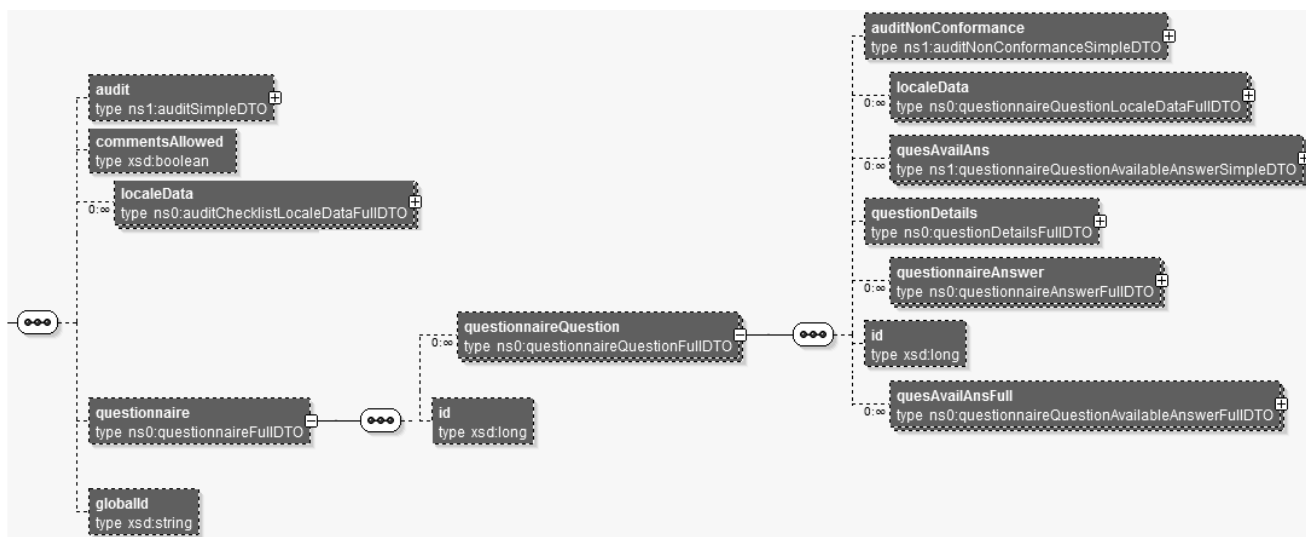 audit
type ns1:auditSimpleDTO
commentsAllowed
type xsd:boolean
localeData
0:∞
type ns0:auditChecklistLocaleDataFullDTO
questionnaire
type ns0:questionnaireFullDTO
globalId
type xsd:string
questionnaireQuestion
0:∞
type ns0:questionnaireQuestionFullDTO
id
type xsd:long
auditNonConformance
type ns1:auditNonConformanceSimpleDTO
localeData
0:∞
type ns0:questionnaireQuestionLocaleDataFullDTO
quesAvailAns
0:∞
type ns1:questionnaireQuestionAvailableAnswerSimpleDTO
questionDetails
type ns0:questionDetailsFullDTO
questionnaireAnswer
0:∞
type ns0:questionnaireAnswerFullDTO
id
type xsd:long
quesAvailAnsFull
0:∞
type ns0:questionnaireQuestionAvailableAnswerFullDTO